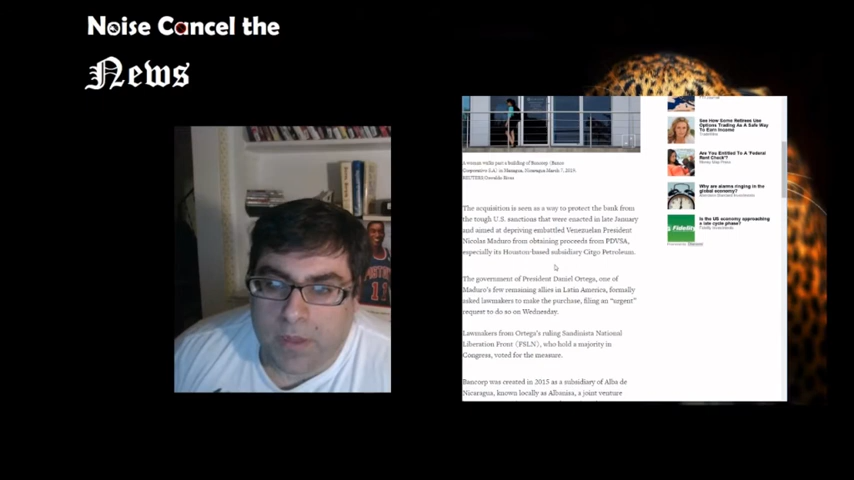 Noise Cancel the
News
A woman walks past a building of Bancorp (Banco
Corporativo S.A) in Managua, Nicaragua March 7, 2019.
REUTERS/Oswaldo Rivas
The acquisition is seen as a way to protect the bank from
the tough U.S. sanctions that were enacted in late January
and aimed at depriving embattled Venezuelan President
Nicolas Maduro from obtaining proceeds from PDVSA,
especially its Houston-based subsidiary Citgo Petroleum.
The government of President Daniel Ortega, one of
Maduro's few remaining allies in Latin America, formally
asked lawmakers to make the purchase, filing an "urgent"
request to do so on Wednesday.
Lawmakers from Ortega's ruling Sandinista National
Liberation Front (FSLN), who hold a majority in
Congress, voted for the measure.
Bancorp was created in 2015 as a subsidiary of Alba de
Nicaragua, known locally as Albanisa, a joint venture
See How Some Retirees Use
Options Trading As A Safe Way
To Earn Income
Are You Entitled To A "Federal
Rent Check"?
Why are alarms ringing in the
global economy?
Is the US economy approaching
a late cycle phase?
Fidelity Investments
Fidelity
PISTONS
11